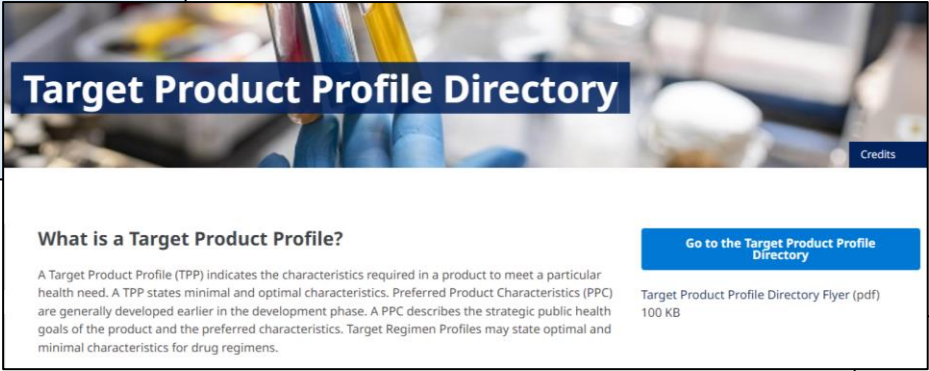 Target Product Profile Directory
Credits
What is a Target Product Profile?
A Target Product Profile (TPP) indicates the characteristics required in a product to meet a particular
health need. A TPP states minimal and optimal characteristics. Preferred Product Characteristics (PPC)
are generally developed earlier in the development phase. A PPC describes the strategic public health
goals of the product and the preferred characteristics. Target Regimen Profiles may state optimal and
minimal characteristics for drug regimens.
Go to the Target Product Profile
Directory
Target Product Profile Directory Flyer (pdf)
100 KB